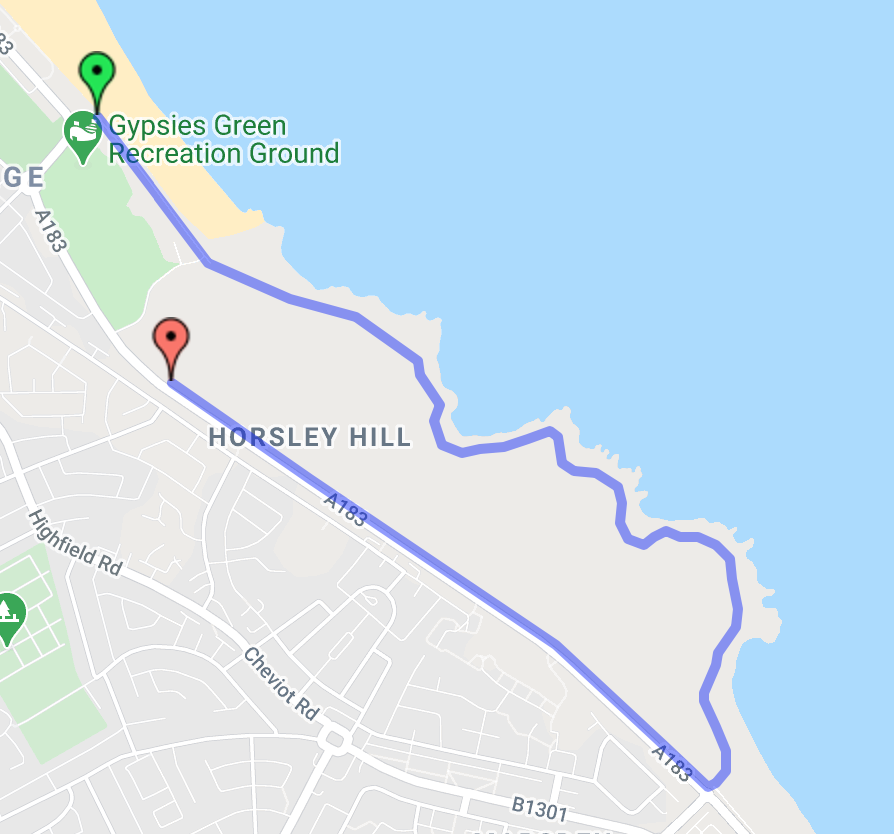 83
Gypsies Green
Recreation Ground
GE
A183
HORSLEY HILL
A183
Highfield Rd
Cheviot Rd
A183
B1301